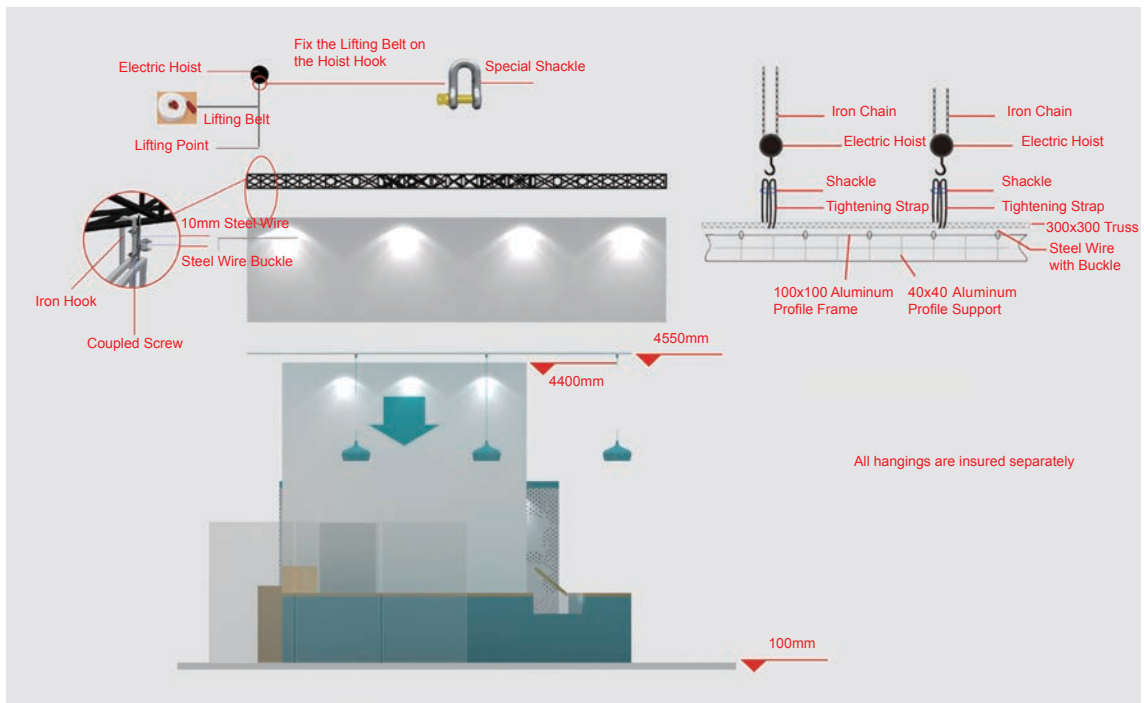 Fix the Lifting Belt on
the Hoist Hook
Electric Hoist
Special Shackle
Lifting Belt
Lifting Point
10mm Steel Wire
Steel Wire Buckle
Iron Hook
Coupled Screw
Iron Chain
Iron Chain
Electric Hoist
Electric Hoist
Shackle
Shackle
Tightening Strap
Tightening Strap
300x300 Truss
Steel Wire
with Buckle
100x100 Aluminum
Profile Frame
40x40 Aluminum
Profile Support
4550mm
4400mm
All hangings are insured separately
100mm